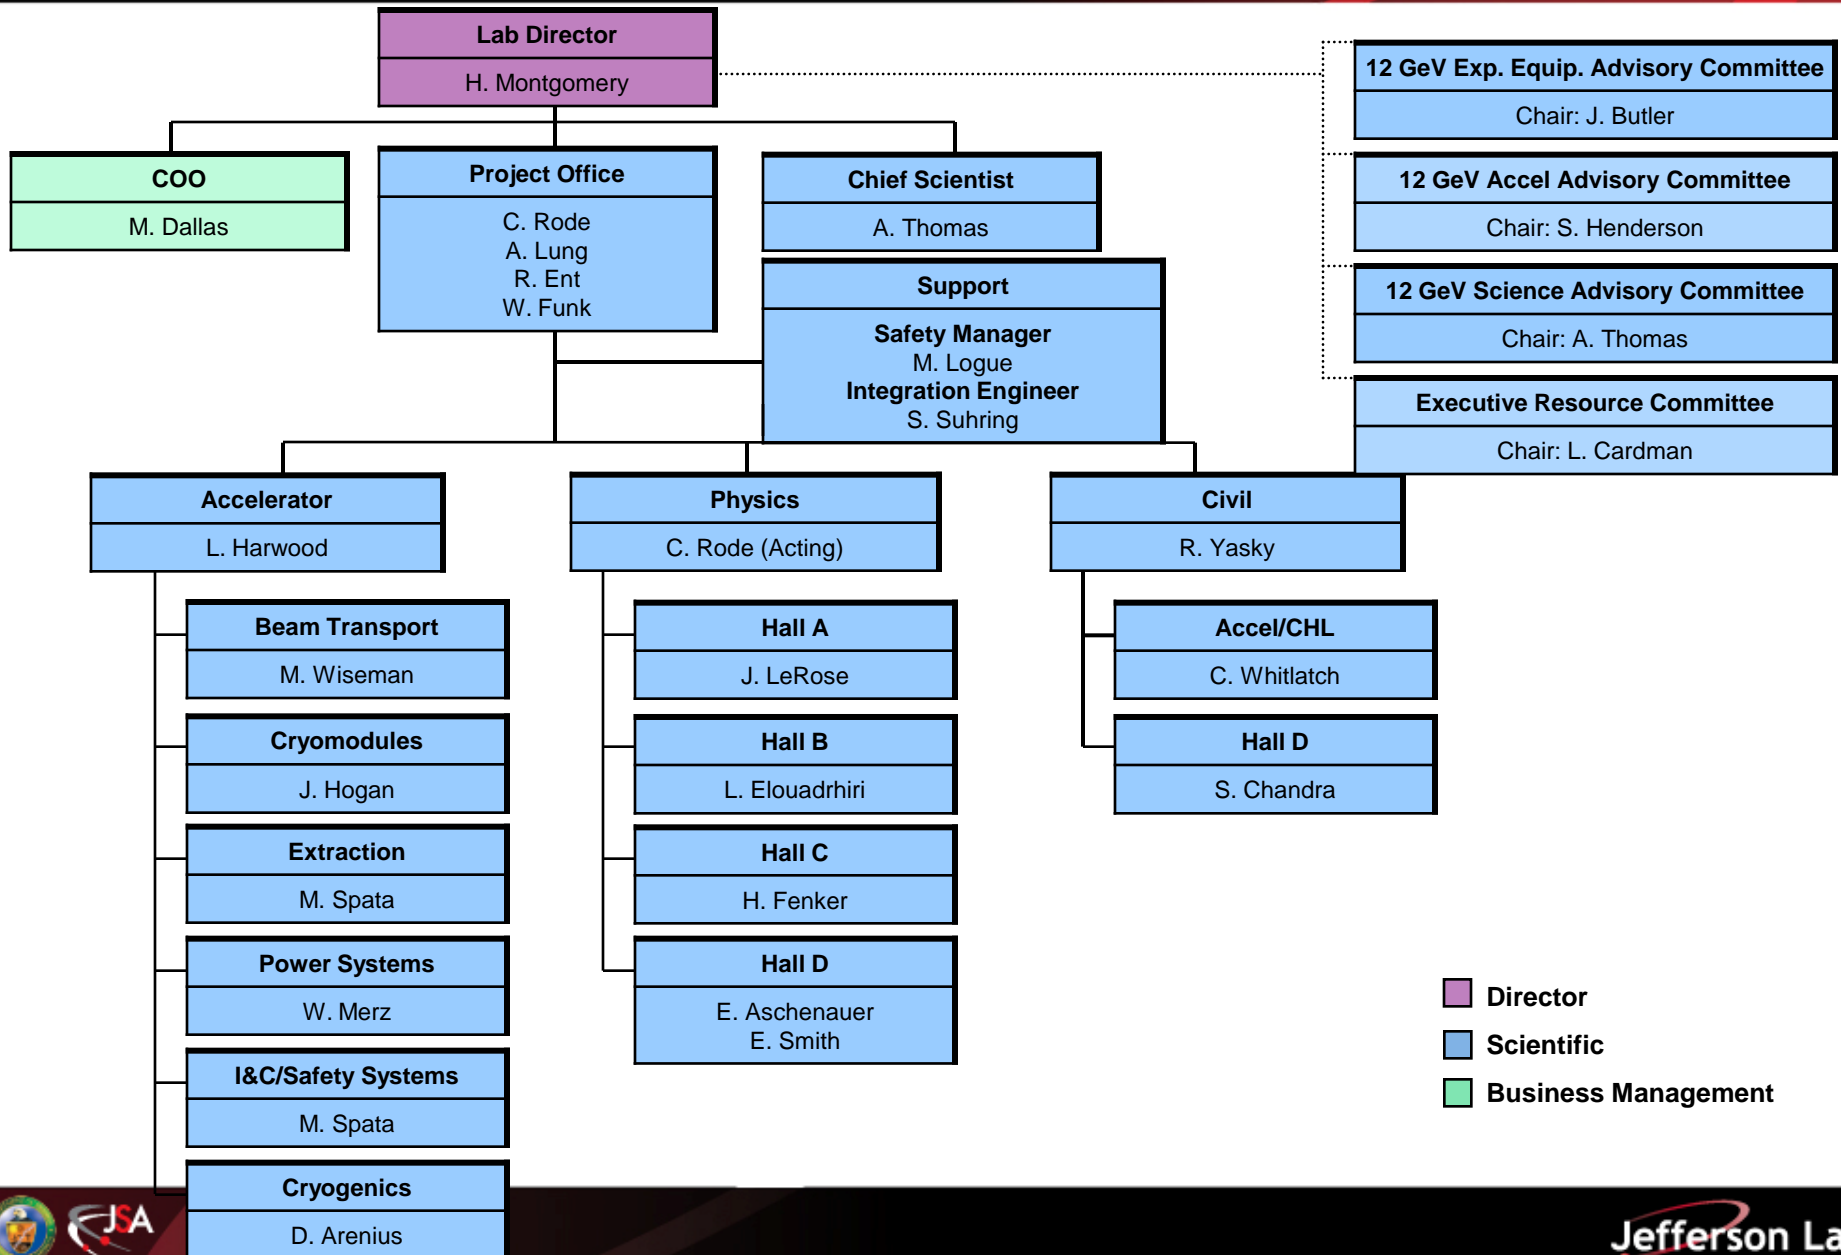 Lab Director
H. Montgomery
12 GeV Exp. Equip. Advisory Committee
Chair: J. Butler
COO
M. Dallas
Project Office
C. Rode
A. Lung
R. Ent
W. Funk
Chief Scientist
A. Thomas
12 GeV Accel Advisory Committee
Chair: S. Henderson
Support
Safety Manager
M. Logue
Integration Engineer
S. Suhring
12 GeV Science Advisory Committee
Chair: A. Thomas
Executive Resource Committee
Chair: L. Cardman
Accelerator
L. Harwood
Physics
C. Rode (Acting)
Civil
R. Yasky
Beam Transport
M. Wiseman
Hall A
J. LeRose
Accel/CHL
C. Whitlatch
Cryomodules
J. Hogan
Hall B
L. Elouadrhiri
Hall D
S. Chandra
Extraction
M. Spata
Hall C
H. Fenker
Power Systems
W. Merz
Hall D
E. Aschenauer
E. Smith
I&C/Safety Systems
M. Spata
Cryogenics
D. Arenius
Director
Scientific
Business Management
JSA
Jefferson La